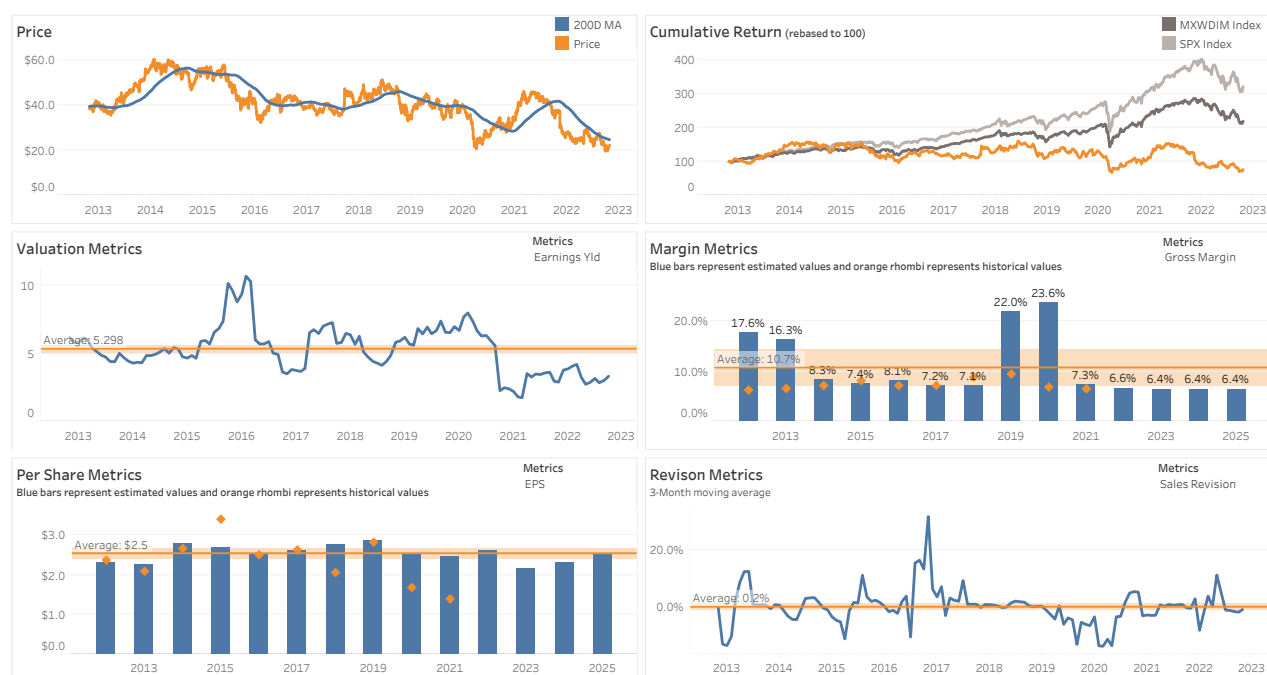 Price
200D MA
Price
$60.0
$40.0
$20.0
$0.0
2013 2014 2015 2016 2017 2018 2019 2020 2021 2022 2023
Cumulative Return (rebased to 100)
MXWDIM Index
SPX Index
400
300
200
100
0
2013 2014 2015 2016 2017 2018 2019 2020 2021 2022 2023
Valuation Metrics
Metrics
Earnings Yld
10
Average: 5.298
5
0
2013 2014 2015 2016 2017 2018 2019 2020 2021 2022 2023
Margin Metrics
Metrics
Gross Margin
Blue bars represent estimated values and orange rhombi represents historical values
20.0%
10.0%
0.0%
Average: 10.7%
17.6% 16.3% 8.3% 7.4% 8.1% 7.2% 7.1% 22.0% 23.6% 7.3% 6.6% 6.4% 6.4% 6.4%
2013 2015 2017 2019 2021 2023 2025
Per Share Metrics
Metrics
EPS
Blue bars represent estimated values and orange rhombi represents historical values
$3.0
Average: $2.5
$2.0
$1.0
$0.0
2013 2015 2017 2019 2021 2023 2025
Revison Metrics
3-Month moving average
Metrics
Sales Revision
20.0%
Average: 0.2%
0.0%
2013 2014 2015 2016 2017 2018 2019 2020 2021 2022 2023